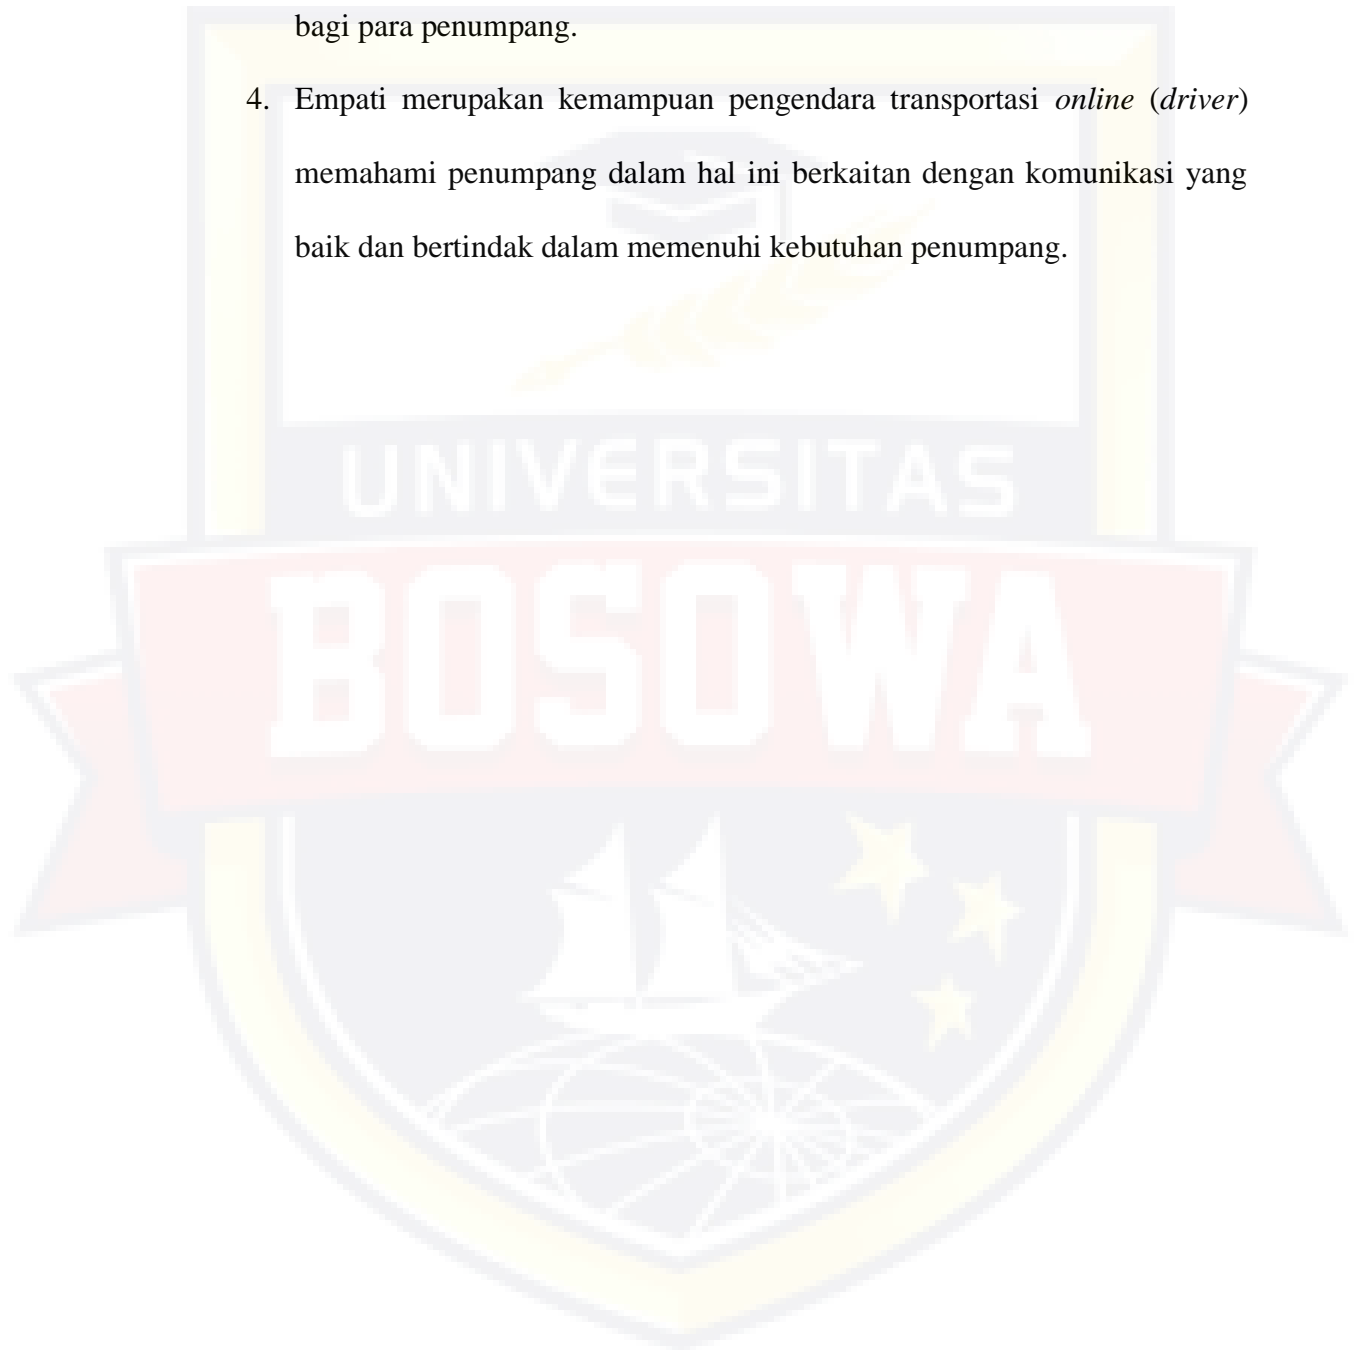 bagi para penumpang.
4. Empati merupakan kemampuan pengendara transportasi online (driver)
memahami penumpang dalam hal ini berkaitan dengan komunikasi yang
baik dan bertindak dalam memenuhi kebutuhan penumpang.
UNIVERSITAS
BOSOWA